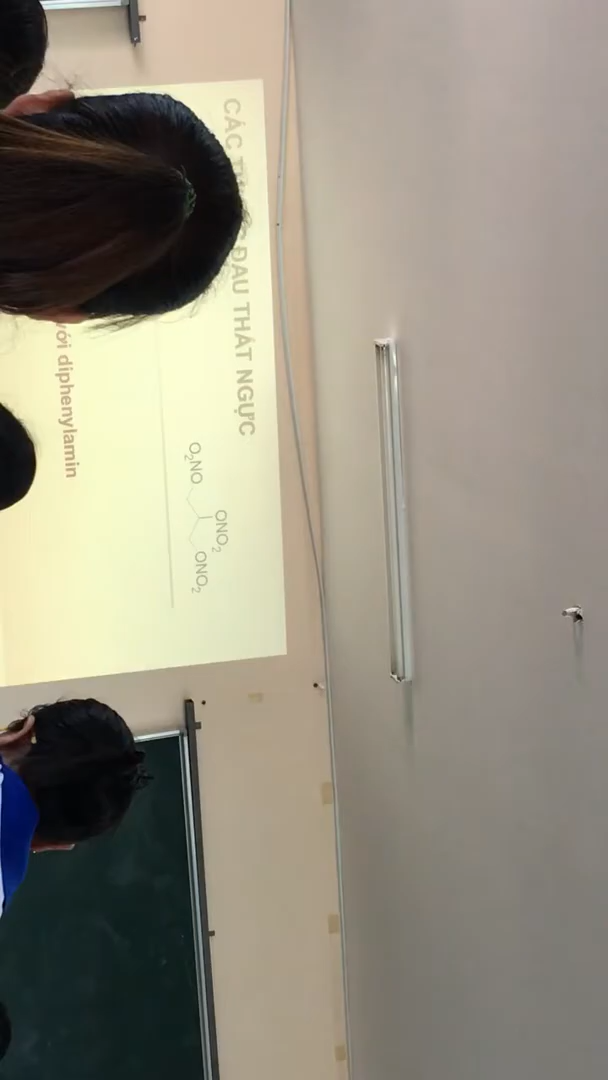 CÁC ĐAU THẮT NGỰC
ONO₂
O₂NO ONO₂
với diphenylamin